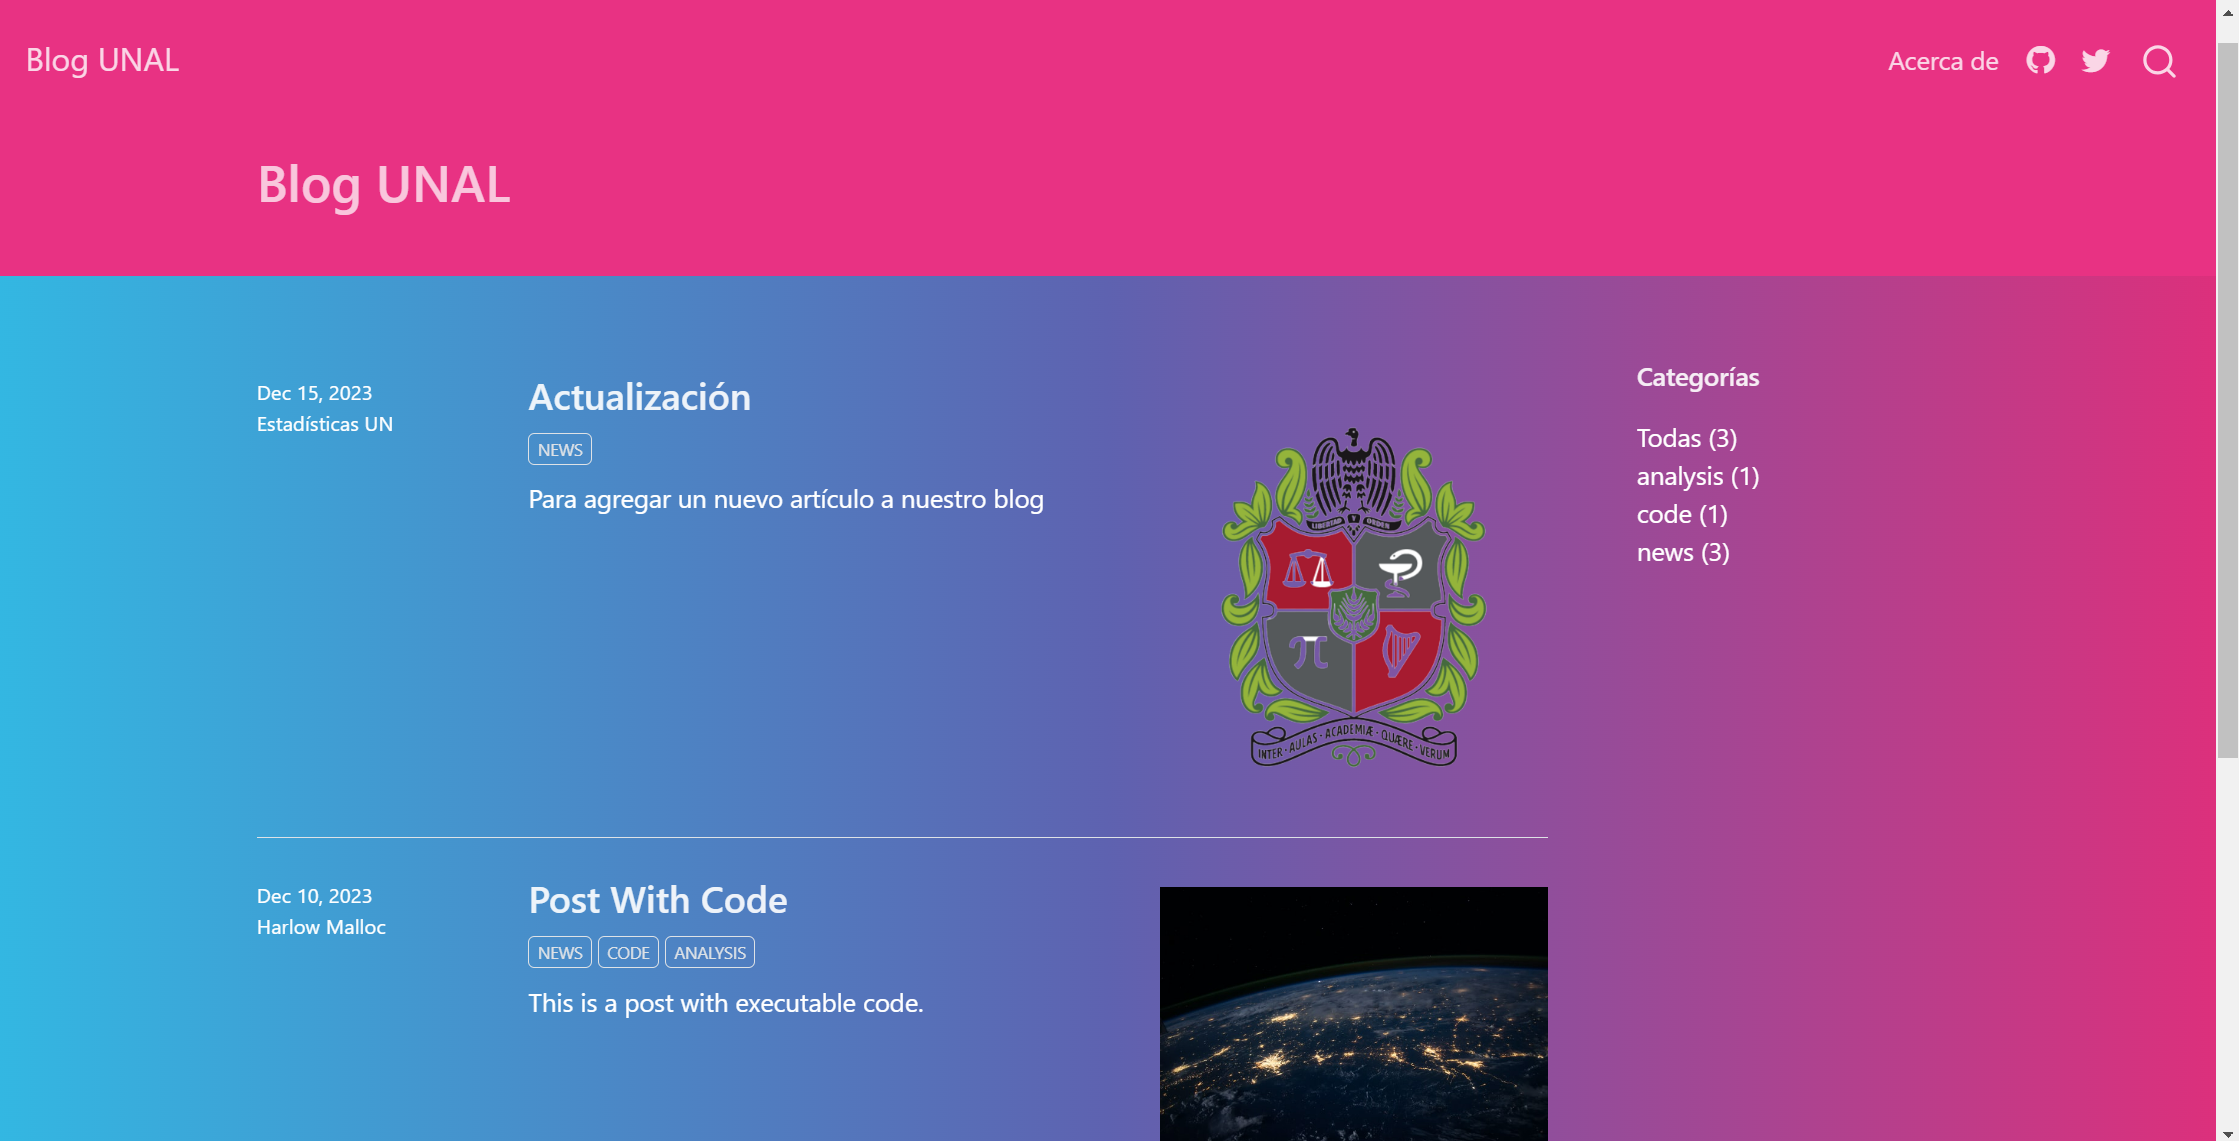 Blog UNAL
Acerca de
Blog UNAL
Dec 15, 2023
Estadísticas UN
Actualización
NEWS
Para agregar un nuevo artículo a nuestro blog
LIBERTAD Y ORDEN
INTER · AULAS · ACADEMIÆ · QUÆRE · VERUM
Categorías
Todas (3)
analysis (1)
code (1)
news (3)
Dec 10, 2023
Harlow Malloc
Post With Code
NEWS CODE ANALYSIS
This is a post with executable code.